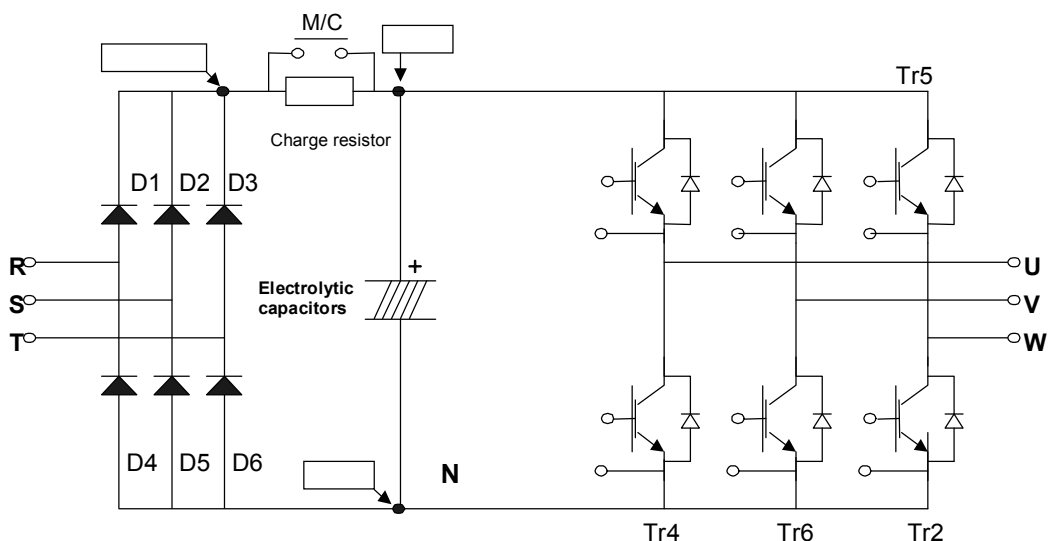 M/C
Tr5
Charge resistor
D1 D2 D3
R
+
Electrolytic
capacitors
U
S
V
T
W
D4 D5 D6
N
Tr4 Tr6 Tr2